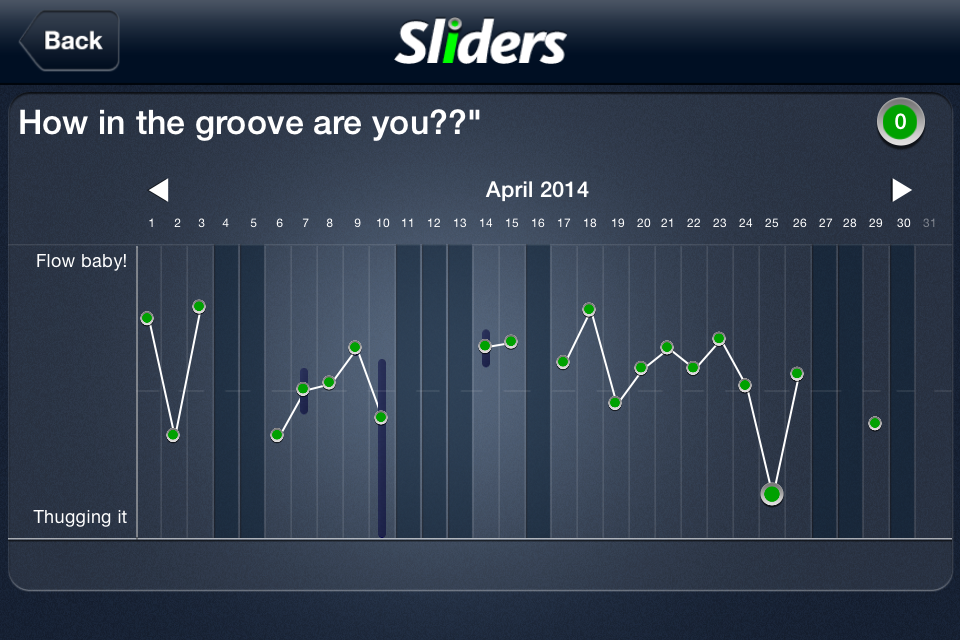 Back
Sliders
How in the groove are you??"
0
April 2014
1 2 3 4 5 6 7 8 9 10 11 12 13 14 15 16 17 18 19 20 21 22 23 24 25 26 27 28 29 30 31
Flow baby!
Thugging it